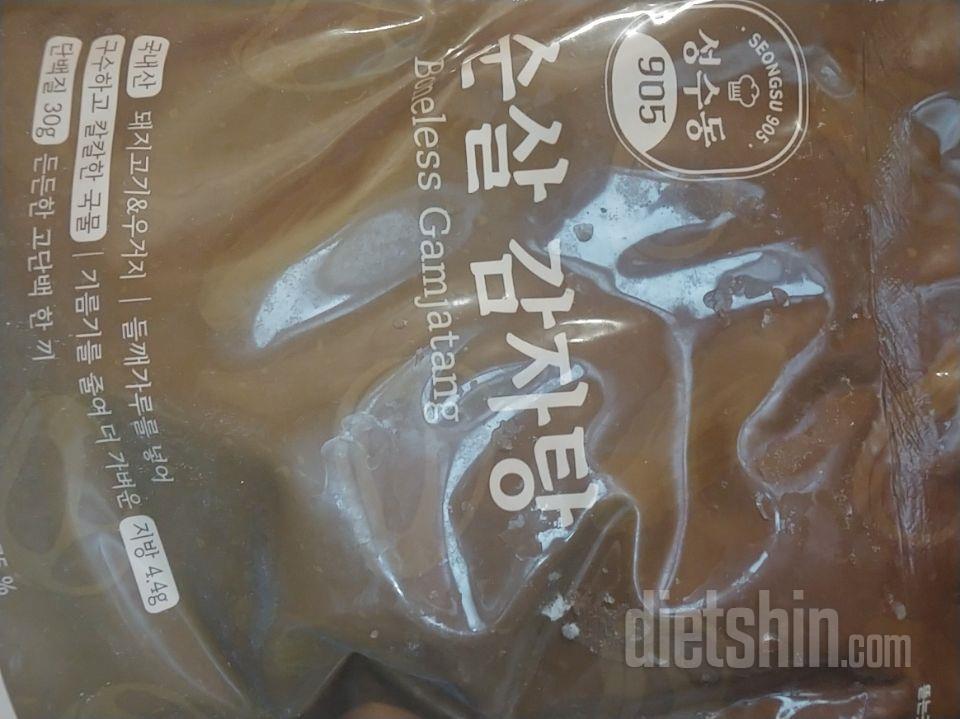 SEONGSU 905
성수동
905
순살 감자탕
Boneless Gamjatang
국내산 돼지고기&우거지 | 들깨가루를 넣어
구수하고 칼칼한 국물 | 기름기를 줄여 더 가벼운 지방 4.4g
단백질 30g 든든한 고단백 한 끼
dietshin.com